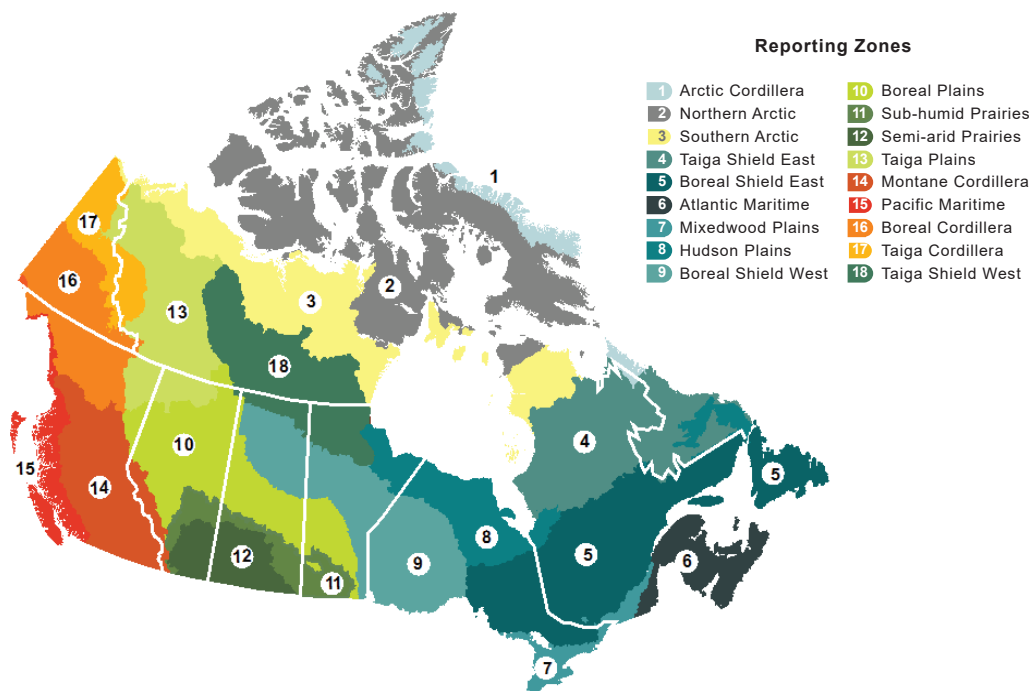 Reporting Zones
1 Arctic Cordillera
2 Northern Arctic
3 Southern Arctic
4 Taiga Shield East
5 Boreal Shield East
6 Atlantic Maritime
7 Mixedwood Plains
8 Hudson Plains
9 Boreal Shield West
10 Boreal Plains
11 Sub-humid Prairies
12 Semi-arid Prairies
13 Taiga Plains
14 Montane Cordillera
15 Pacific Maritime
16 Boreal Cordillera
17 Taiga Cordillera
18 Taiga Shield West
1
17
16
2
3
13
18
4
10
15
5
14
8
5
12
9
6
11
7